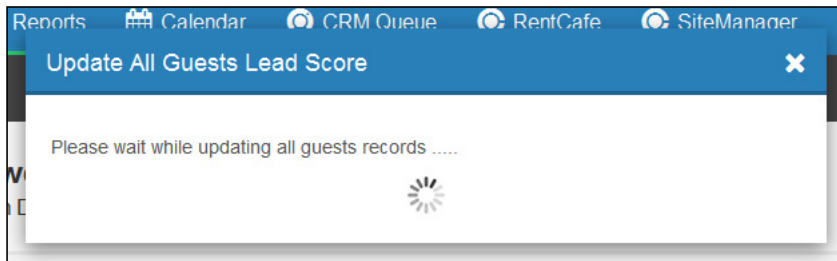 Reports Calendar CRM Queue RentCafe SiteManager
Update All Guests Lead Score
Please wait while updating all guests records .....